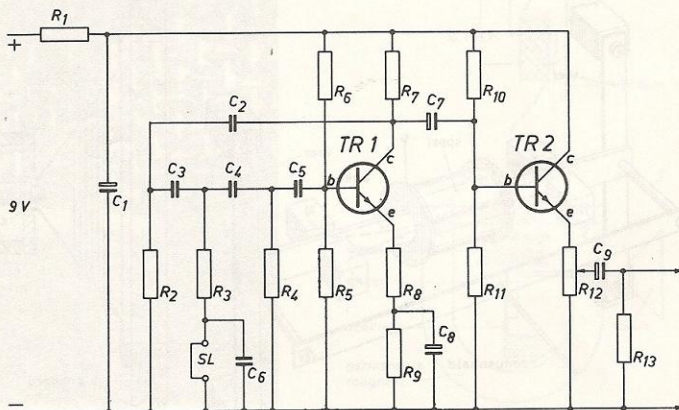 R1
+
R6
R7
C7
R10
C2
TR 1
TR 2
c
c
C3
C4
C5
b
b
9 V
C1
e
e
C9
R2
R3
R4
R5
R8
R11
R12
SL
C6
C8
R9
R13
−